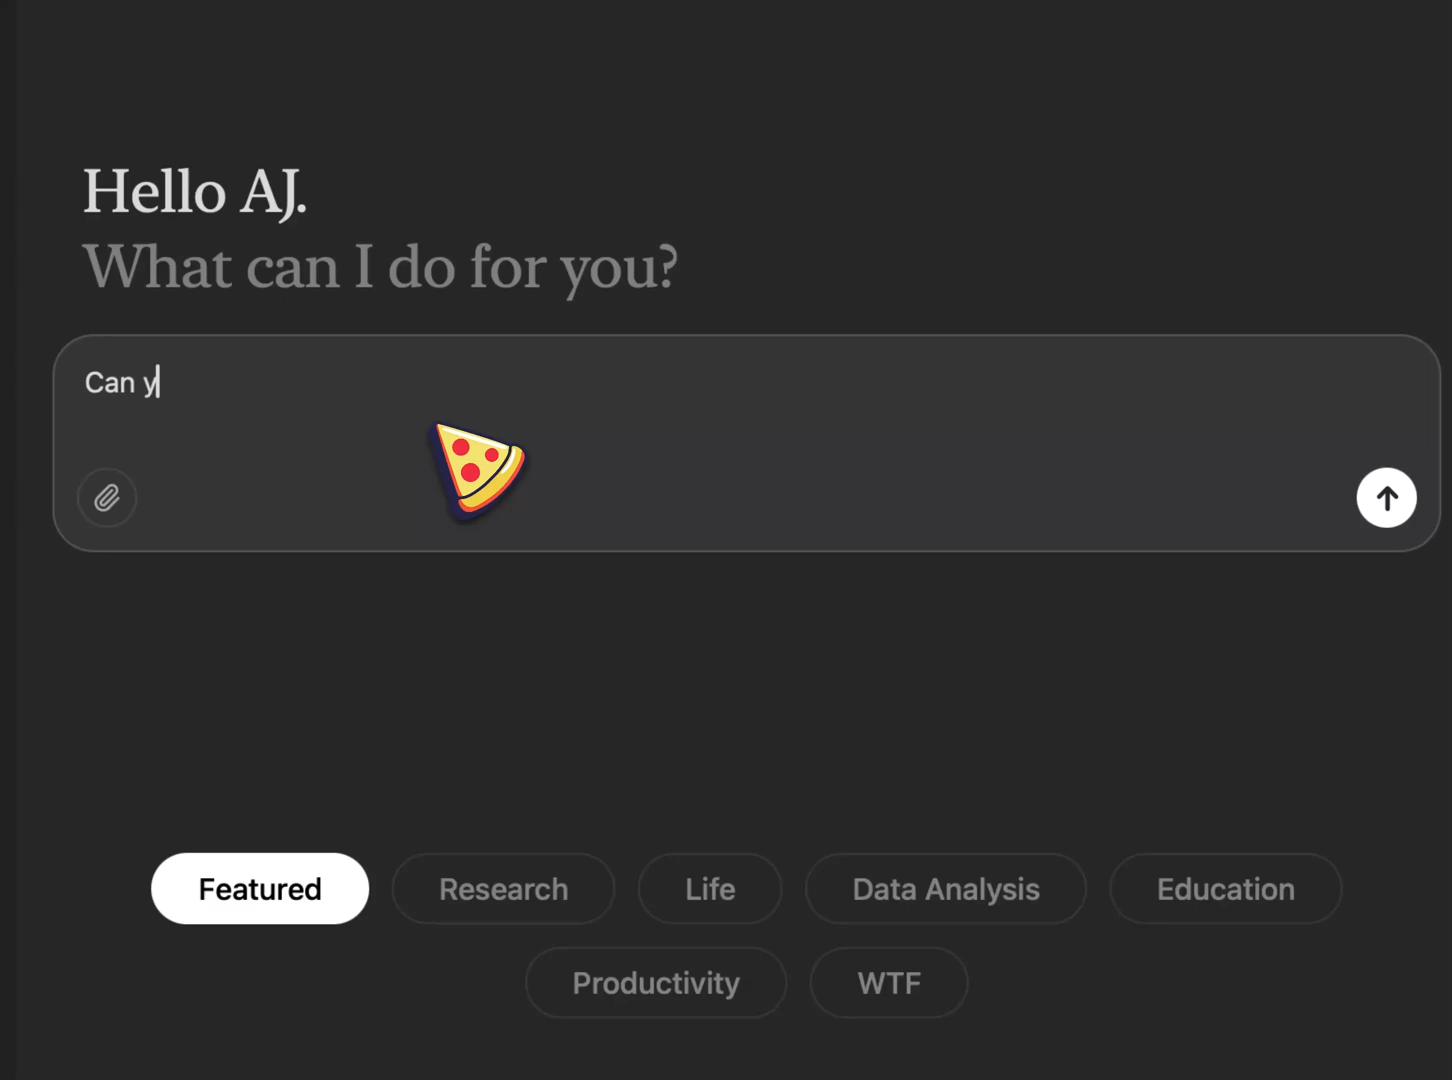 Hello AJ.
What can I do for you?
Can y
Featured
Research
Life
Data Analysis
Education
Productivity
WTF